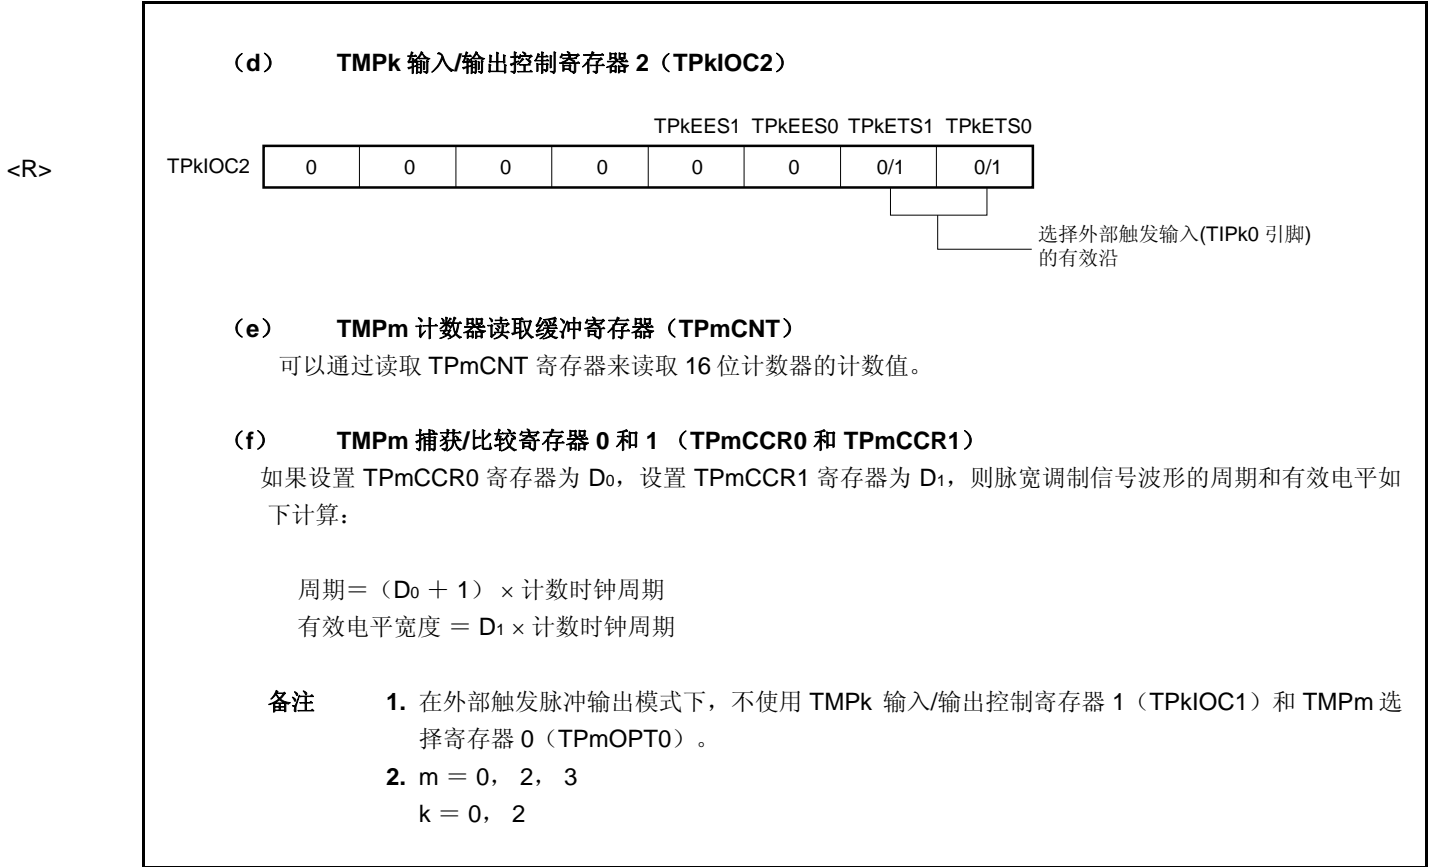 （d） TMPk 输入/输出控制寄存器 2（TPkIOC2）
TPkEES1 TPkEES0 TPkETS1 TPkETS0
<R> TPkIOC2 0 0 0 0 0 0 0/1 0/1
选择外部触发输入(TIPk0 引脚)
的有效沿
（e） TMPm 计数器读取缓冲寄存器（TPmCNT）
可以通过读取 TPmCNT 寄存器来读取 16 位计数器的计数值。
（f） TMPm 捕获/比较寄存器 0 和 1 （TPmCCR0 和 TPmCCR1）
如果设置 TPmCCR0 寄存器为 D0，设置 TPmCCR1 寄存器为 D1，则脉宽调制信号波形的周期和有效电平如
下计算：
周期＝（D0 ＋ 1） × 计数时钟周期
有效电平宽度 ＝ D1 × 计数时钟周期
备注 1. 在外部触发脉冲输出模式下，不使用 TMPk 输入/输出控制寄存器 1（TPkIOC1）和 TMPm 选
择寄存器 0（TPmOPT0）。
2. m ＝ 0， 2， 3
k ＝ 0， 2